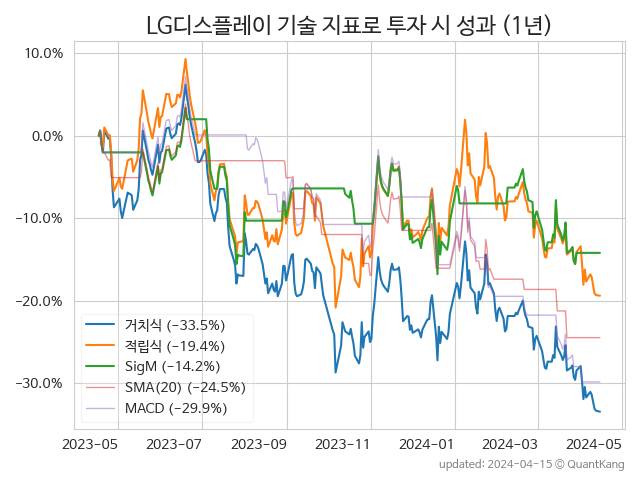 LG디스플레이 기술 지표로 투자 시 성과 (1년)
10.0%
0.0%
−10.0%
−20.0%
−30.0%
거치식 (−33.5%)
적립식 (−19.4%)
SigM (−14.2%)
SMA(20) (−24.5%)
MACD (−29.9%)
2023−05 2023−07 2023−09 2023−11 2024−01 2024−03 2024−05
updated: 2024−04−15 © QuantKang